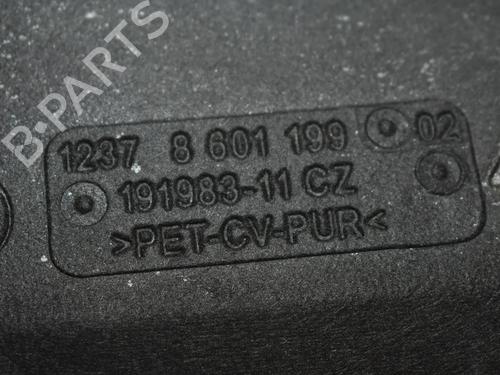 B-PARTS
1237 8 601 199 02
191983-11 CZ
>PET-CV-PUR<